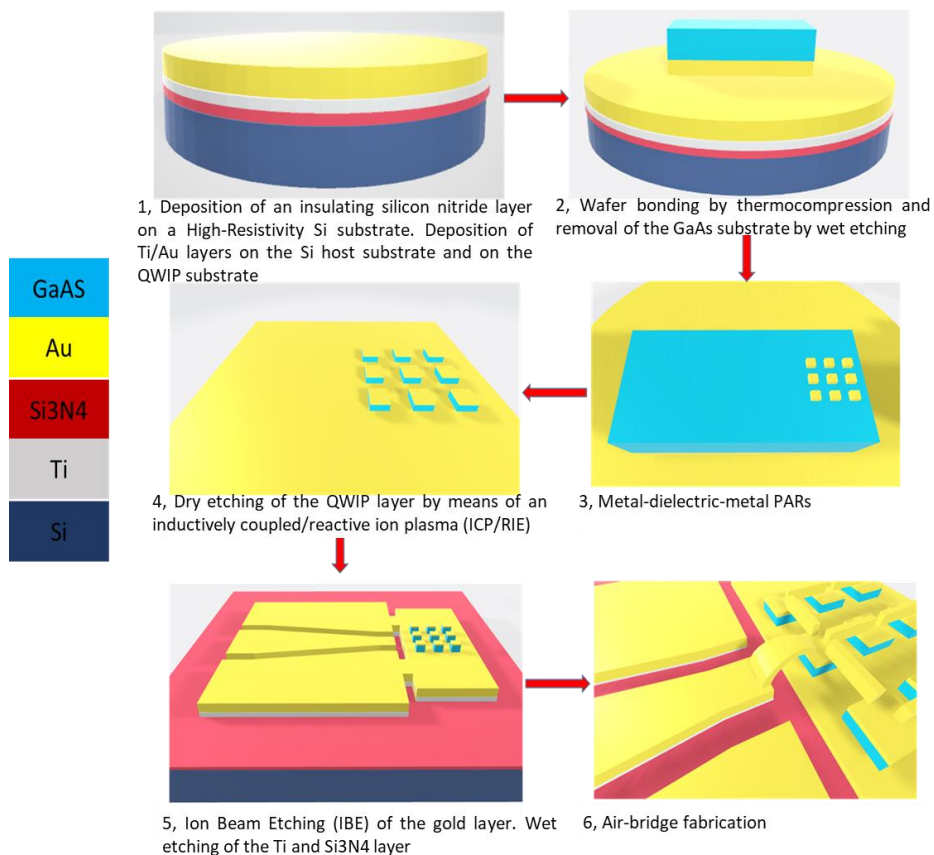 1, Deposition of an insulating silicon nitride layer
on a High-Resistivity Si substrate. Deposition of
Ti/Au layers on the Si host substrate and on the
QWIP substrate
2, Wafer bonding by thermocompression and
removal of the GaAs substrate by wet etching
GaAS
Au
Si3N4
Ti
Si
4, Dry etching of the QWIP layer by means of an
inductively coupled/reactive ion plasma (ICP/RIE)
3, Metal-dielectric-metal PARs
5, Ion Beam Etching (IBE) of the gold layer. Wet
etching of the Ti and Si3N4 layer
6, Air-bridge fabrication